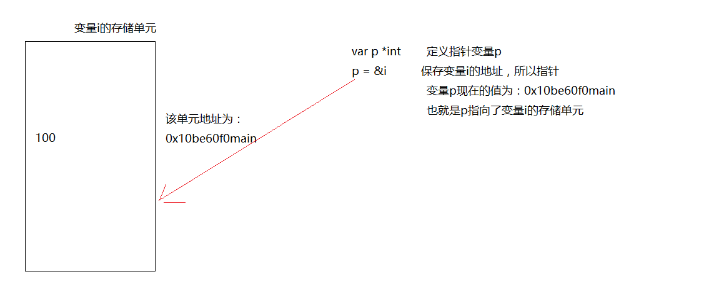 变量i的存储单元
100
该单元地址为：
0x10be60f0main
var p *int 定义指针变量p
p = &i 保存变量i的地址，所以指针
变量p现在的值为：0x10be60f0main
也就是p指向了变量i的存储单元